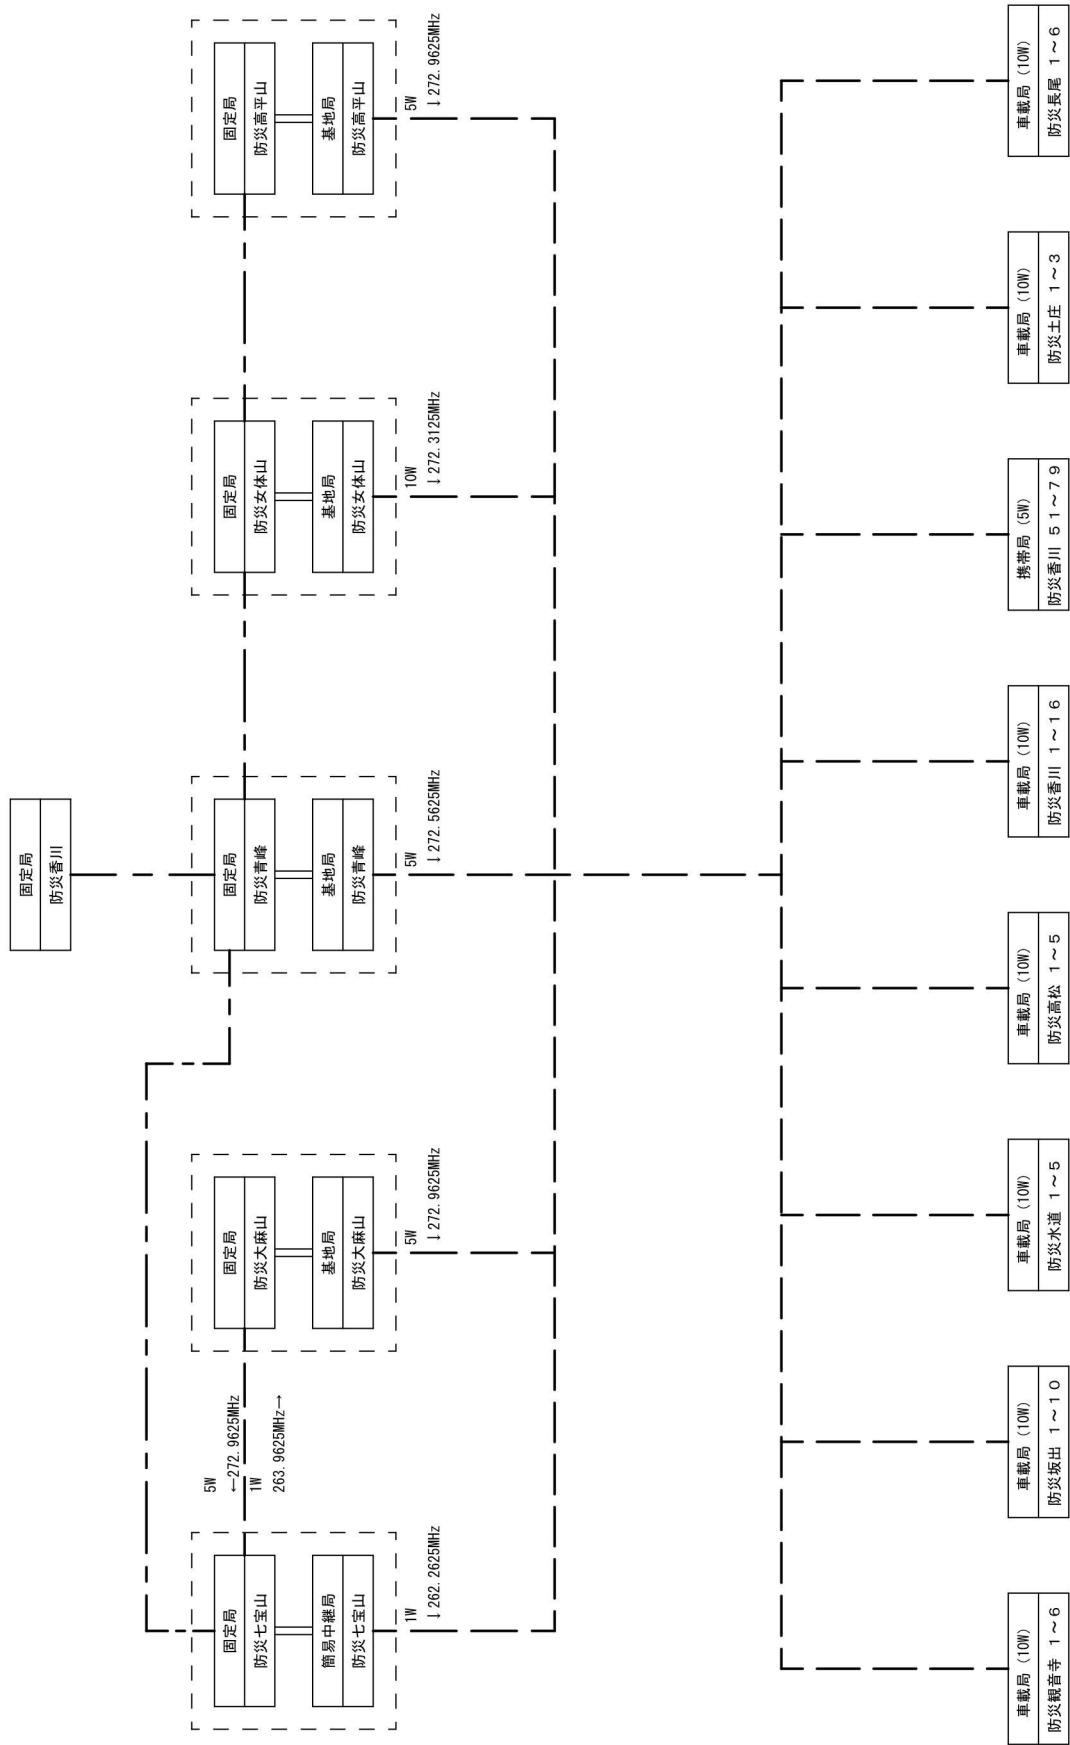 固定局
防災香川
固定局
防災七宝山
簡易中継局
防災七宝山
1W
↓262.2625MHz
5W
←272.9625MHz
1W
263.9625MHz→
固定局
防災大麻山
基地局
防災大麻山
5W
↓272.9625MHz
固定局
防災青峰
基地局
防災青峰
5W
↓272.5625MHz
固定局
防災女体山
基地局
防災女体山
10W
↓272.3125MHz
固定局
防災高平山
基地局
防災高平山
5W
↓272.9625MHz
車載局 (10W)
防災観音寺 1～6
車載局 (10W)
防災坂出 1～10
車載局 (10W)
防災水道 1～5
車載局 (10W)
防災高松 1～5
車載局 (10W)
防災香川 1～16
携帯局 (5W)
防災香川 51～79
車載局 (10W)
防災土庄 1～3
車載局 (10W)
防災長尾 1～6